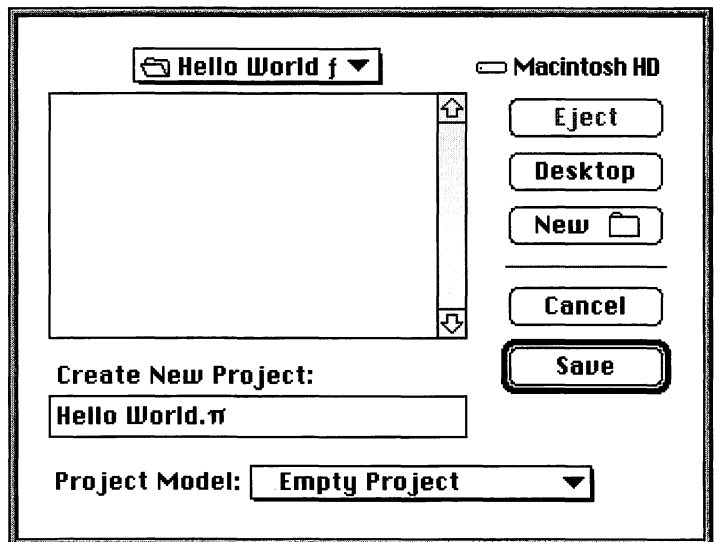 Hello World ƒ
Macintosh HD
Eject
Desktop
New
Cancel
Save
Create New Project:
Hello World.π
Project Model: Empty Project